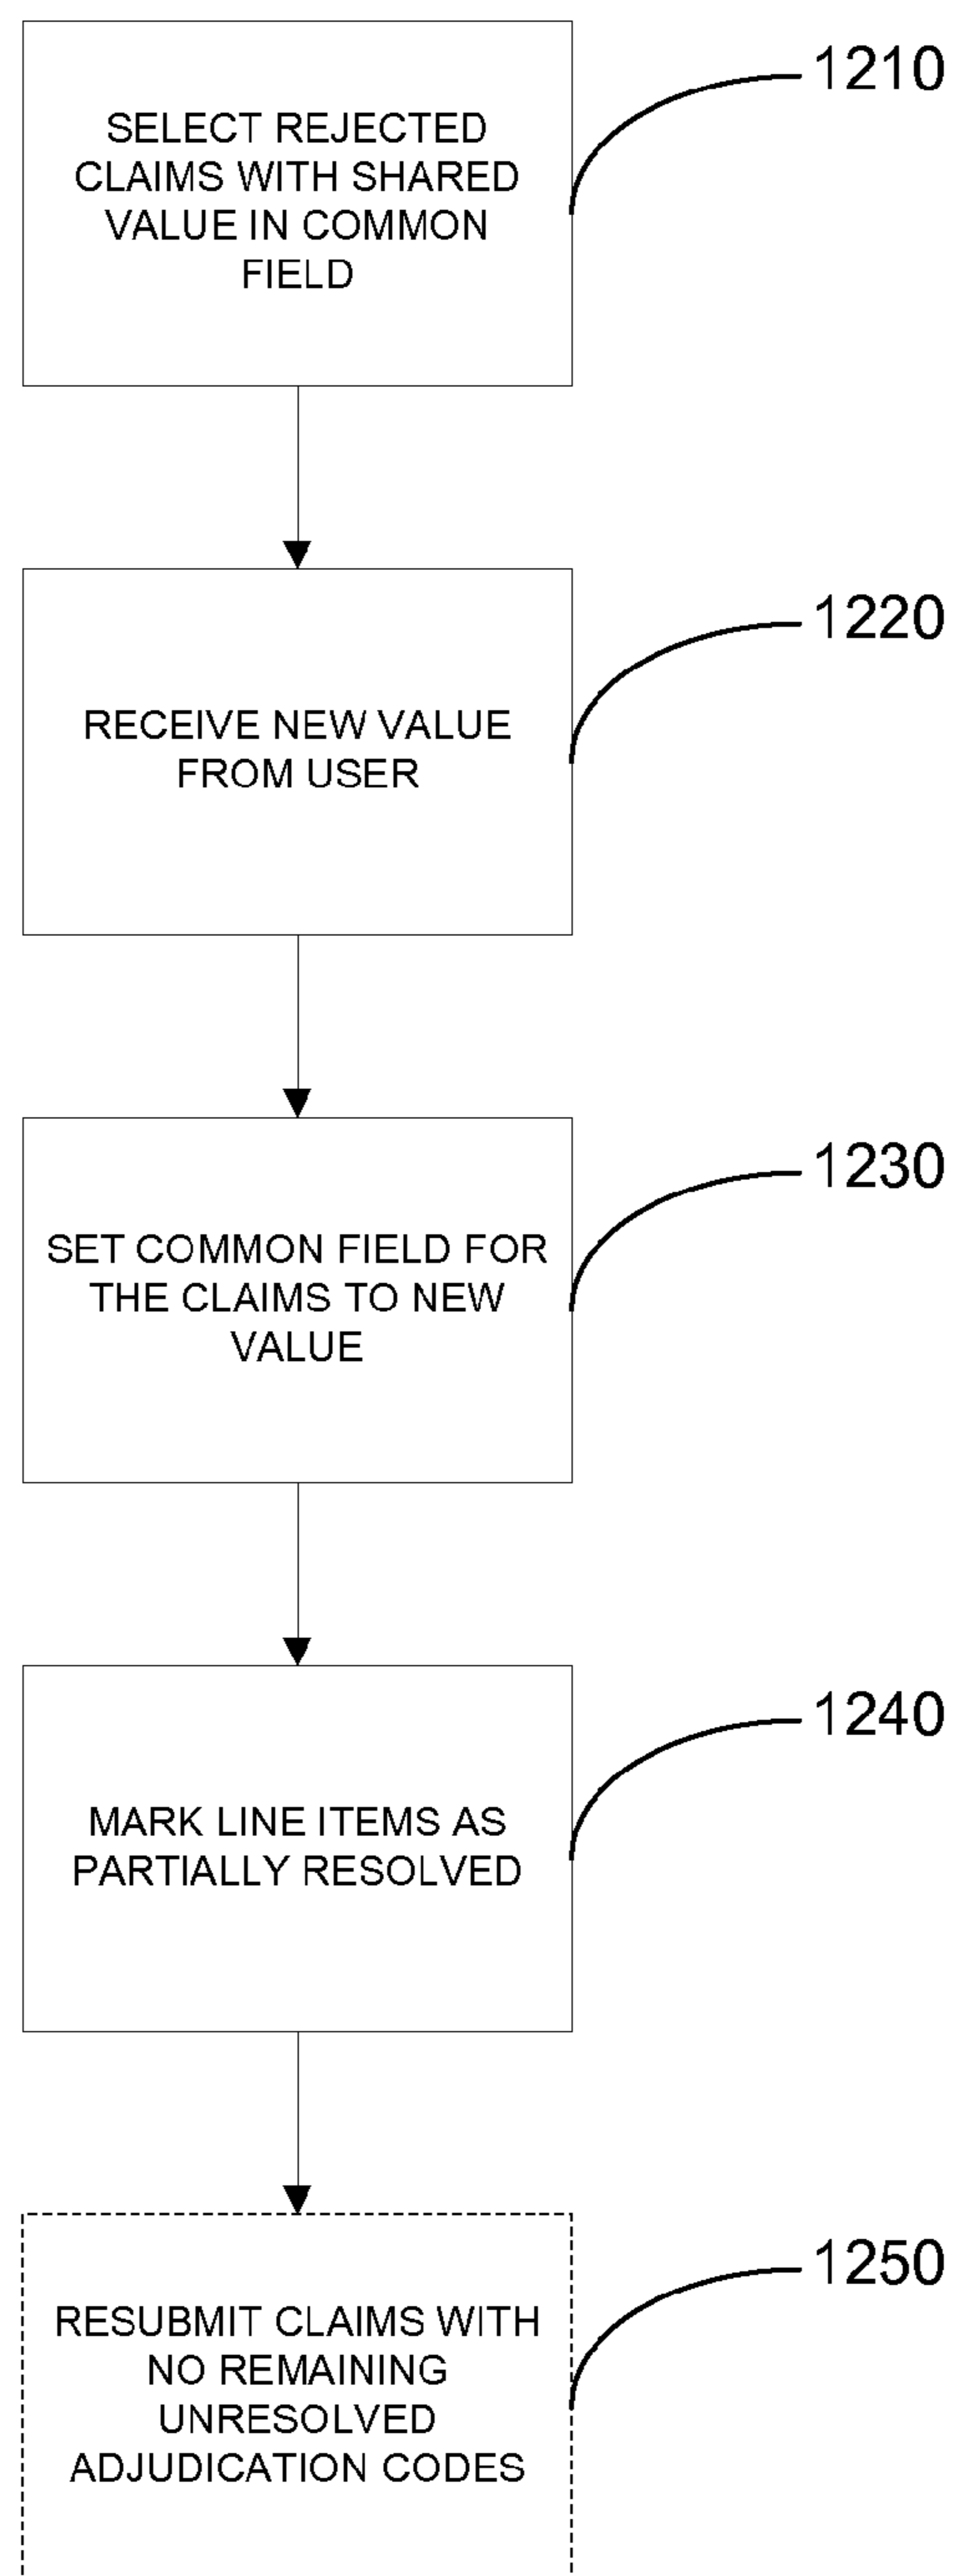 SELECT REJECTED
CLAIMS WITH SHARED
VALUE IN COMMON
FIELD
1210
RECEIVE NEW VALUE
FROM USER
1220
SET COMMON FIELD FOR
THE CLAIMS TO NEW
VALUE
1230
MARK LINE ITEMS AS
PARTIALLY RESOLVED
1240
RESUBMIT CLAIMS WITH
NO REMAINING
UNRESOLVED
ADJUDICATION CODES
1250